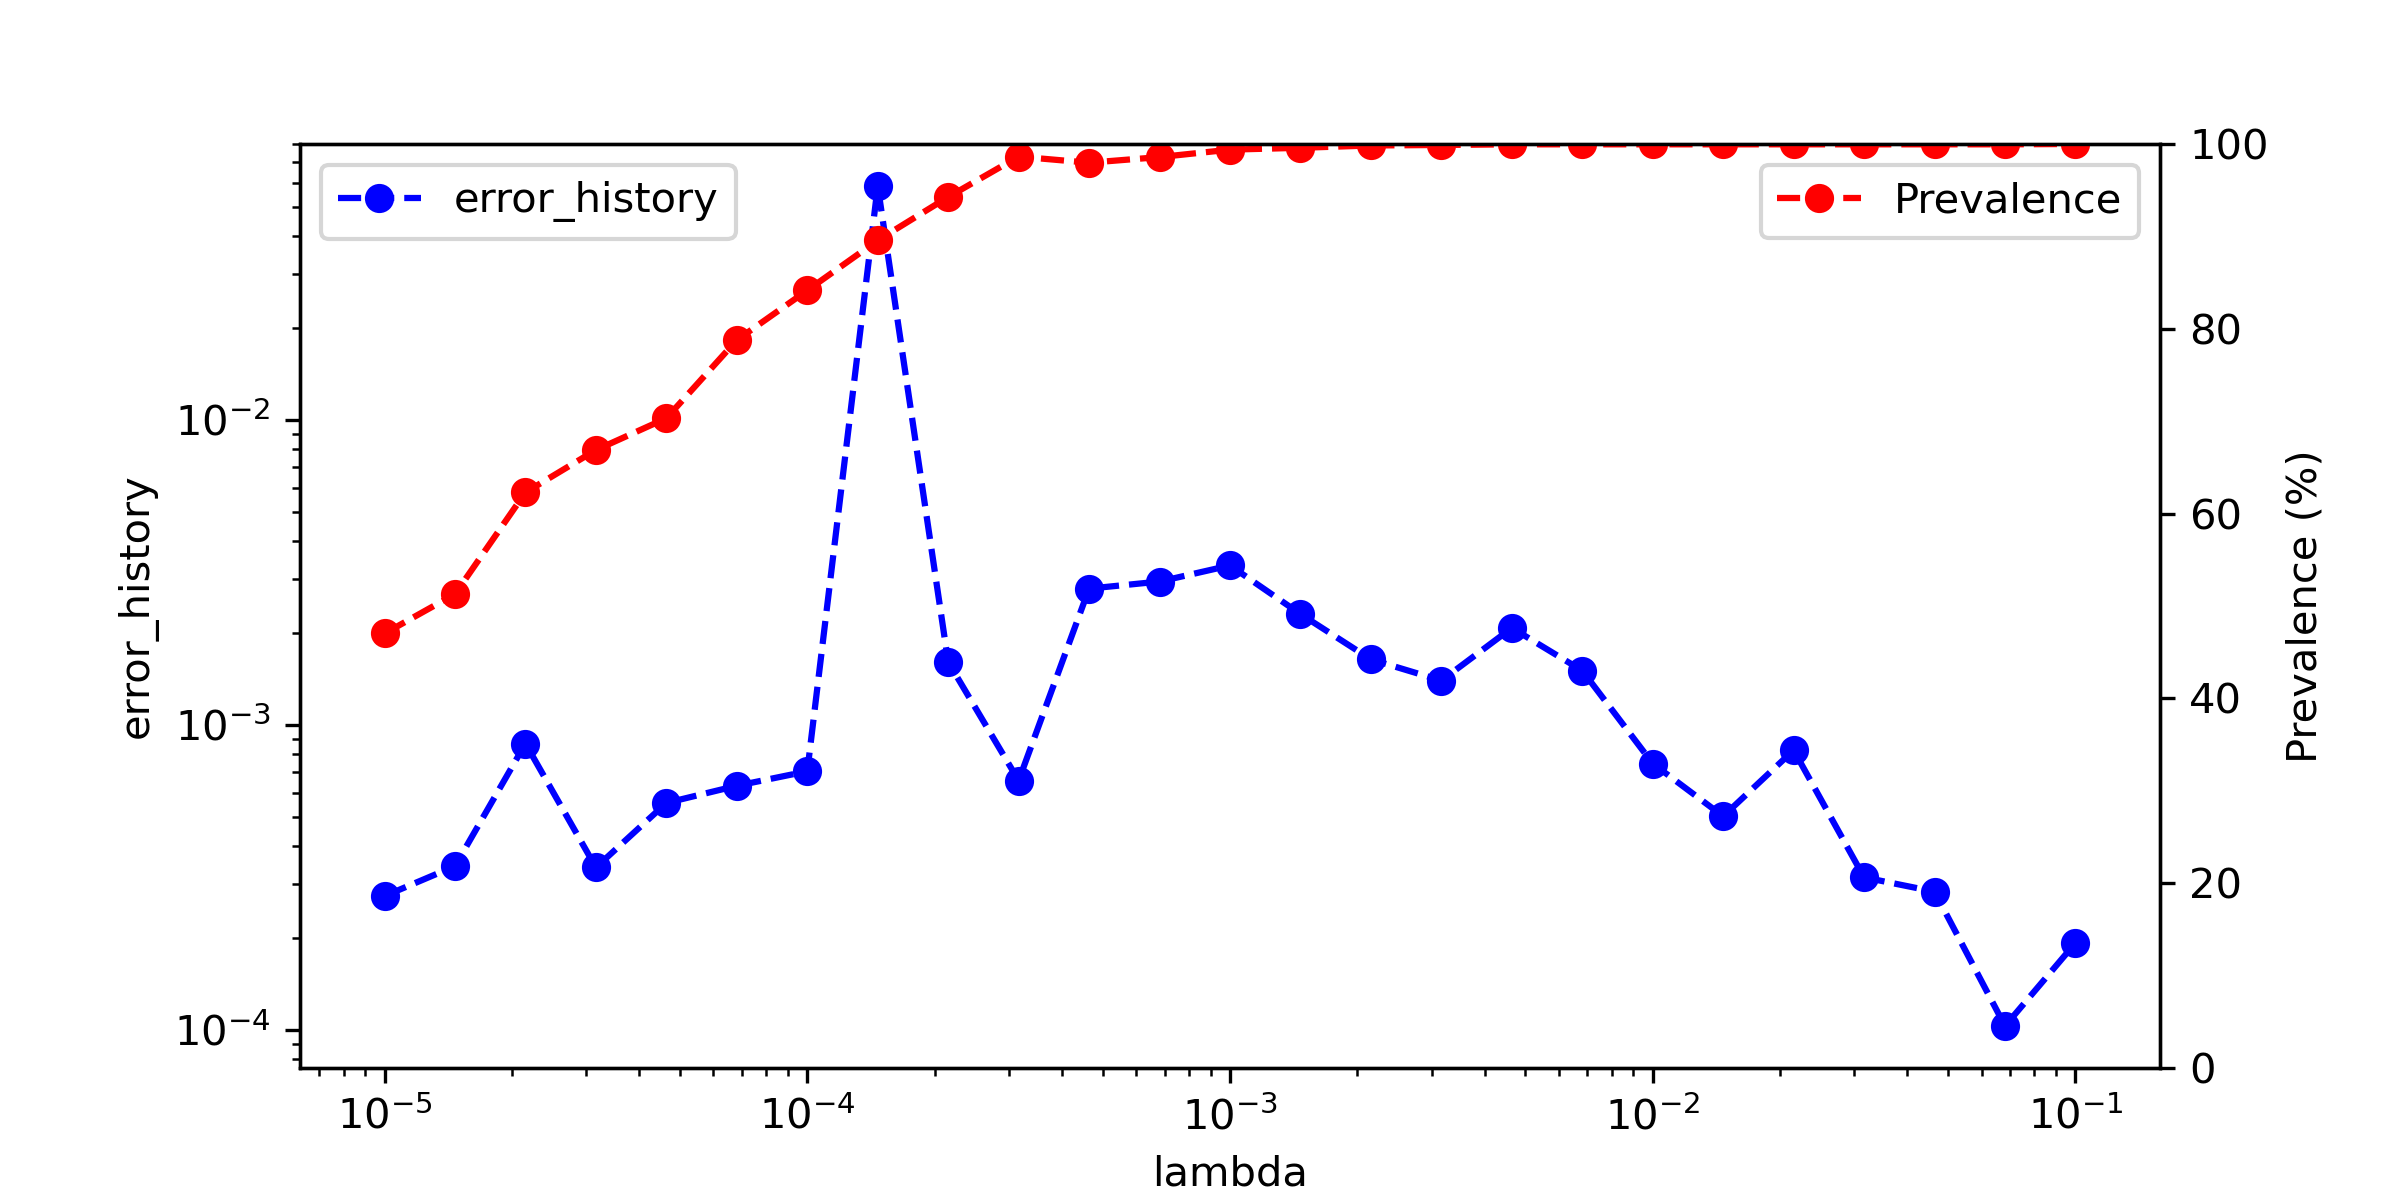 error_history
Prevalence
10⁻²
10⁻³
10⁻⁴
error_history
100
80
60
40
20
0
Prevalence (%)
10⁻⁵
10⁻⁴
10⁻³
10⁻²
10⁻¹
lambda